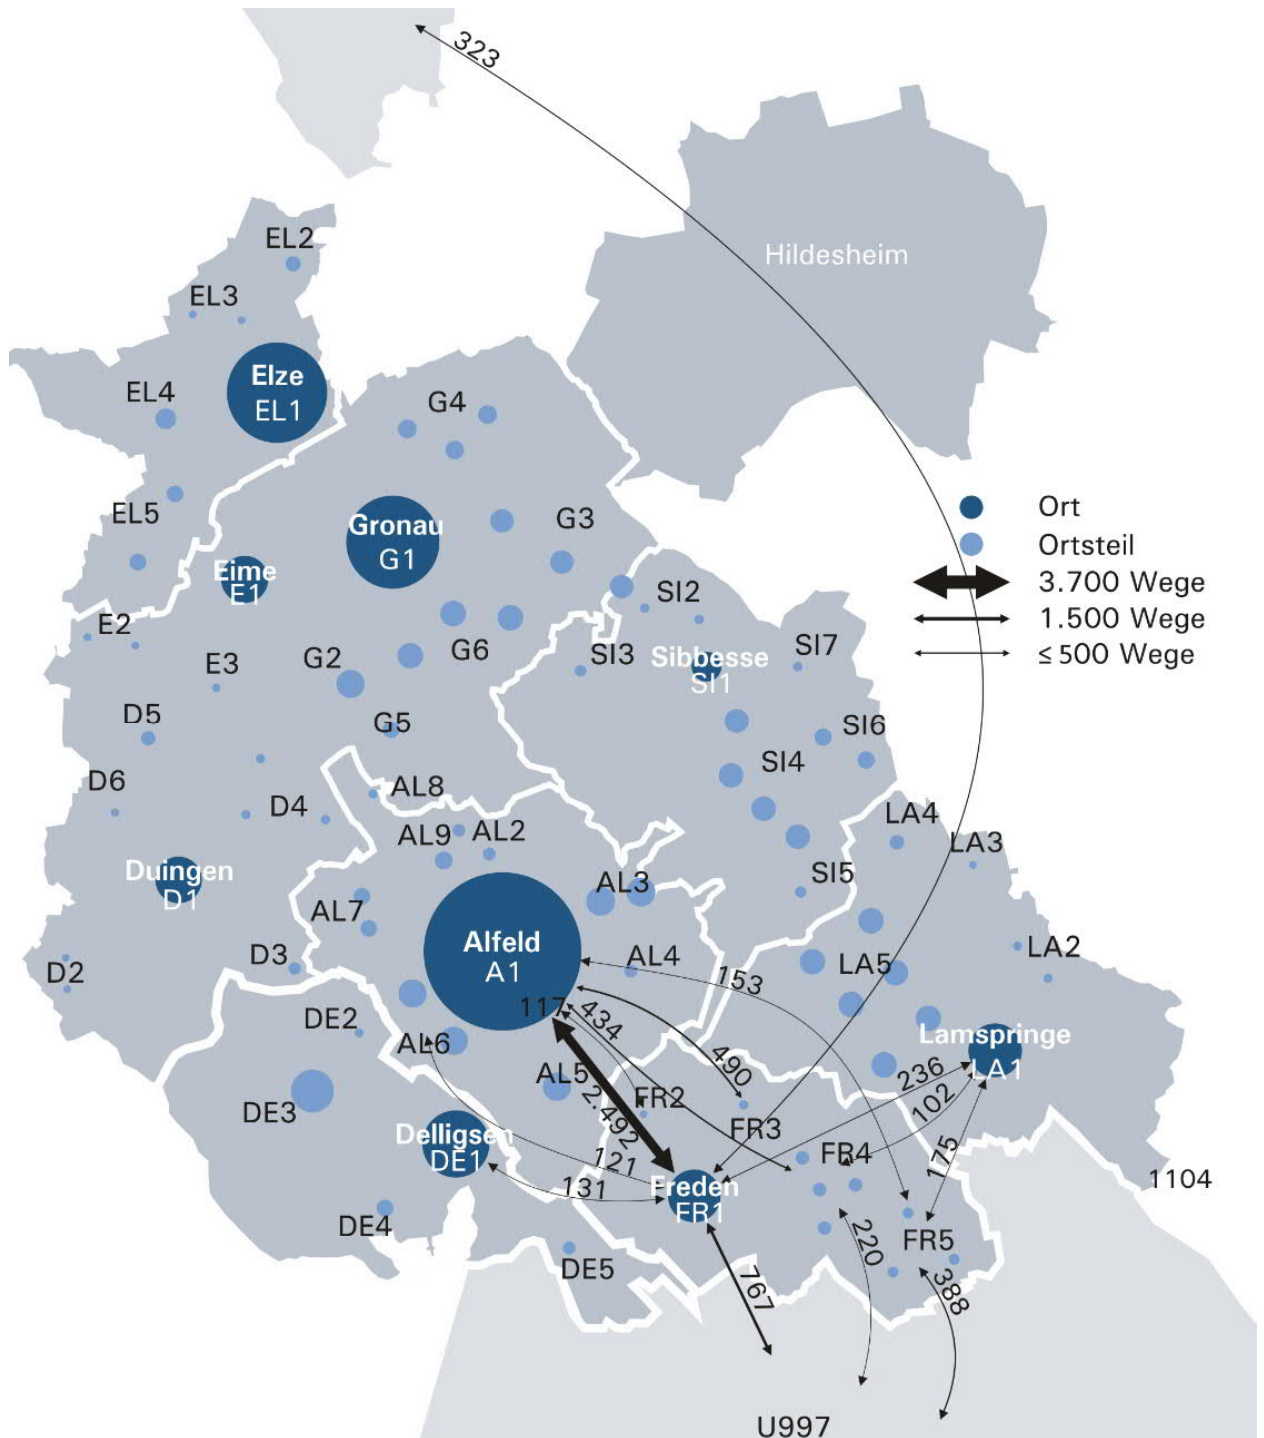 323
Hildesheim
EL2
EL3
Elze
EL1
EL4
G4
EL5
Gronau
G1
G3
Ort
Ortsteil
3.700 Wege
1.500 Wege
≤ 500 Wege
Eime
E1
E2
E3
G2
G6
G5
SI2
SI3
Sibbesse
SI1
SI7
SI6
SI4
SI5
D5
D6
D4
Duingen
D1
D2
D3
AL8
AL9
AL2
AL3
AL7
Alfeld
A1
AL4
LA4
LA3
LA2
LA5
Lamspringe
LA1
153
117
434
490
236
102
175
DE2
AL6
AL5
2.492
FR2
FR3
FR4
DE3
Delligsen
DE1
121
131
Freden
FR1
1104
DE4
DE5
FR5
220
388
767
U997